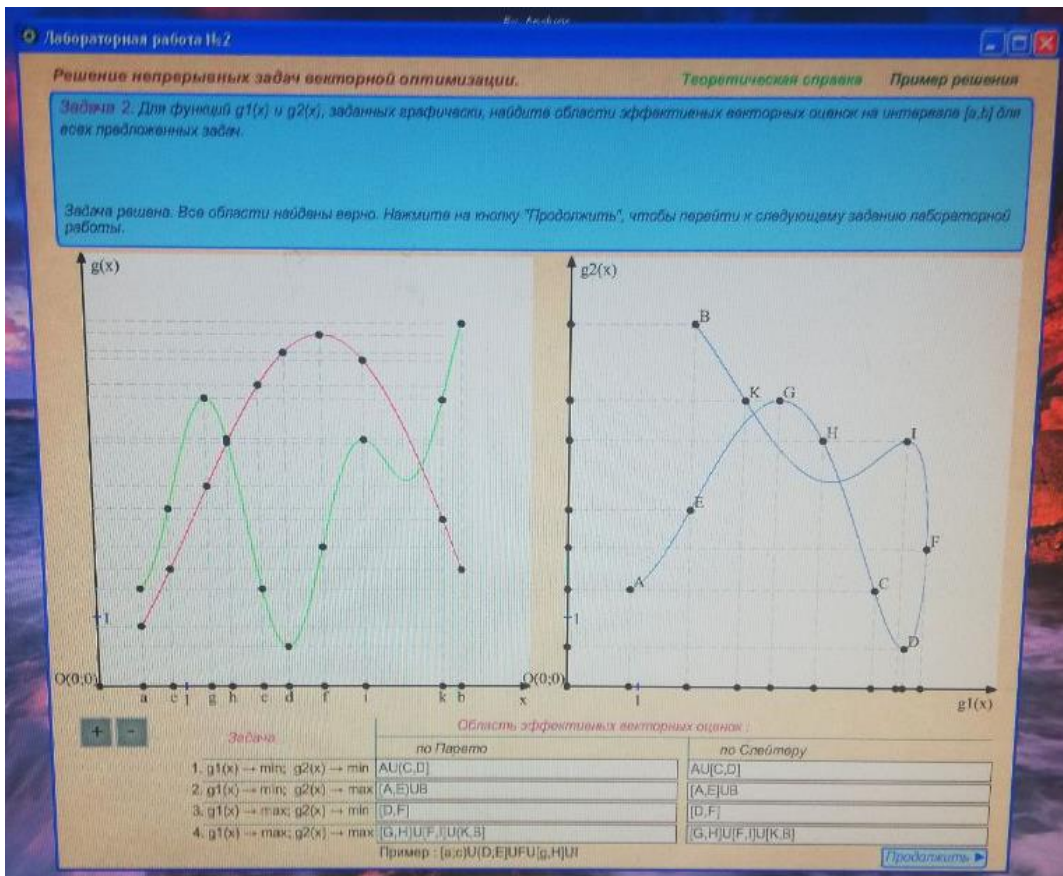 Лабораторная работа №2
Решение непрерывных задач векторной оптимизации.
Теоретическая справка
Пример решения
Задача 2. Для функций g1(x) и g2(x), заданных графически, найдите области эффективных векторных оценок на интервале [a,b] для
всех предложенных задач.
Задача решена. Все области найдены верно. Нажмите на кнопку "Продолжить", чтобы перейти к следующему заданию лабораторной
работы.
g(x)
1
O(0;0)
a e 1 g h c d f i k b x
g2(x)
B
K G
H I
E
F
A C
1
D
O(0;0)
1
g1(x)
+ -
Задача
Область эффективных векторных оценок :
по Парето
по Слейтеру
1. g1(x) → min; g2(x) → min AU(C,D] AU[C,D]
2. g1(x) → min; g2(x) → max [A,E)UB [A,E]UB
3. g1(x) → max; g2(x) → min [D,F] [D,F]
4. g1(x) → max; g2(x) → max [G,H)U[F,I]U(K,B] [G,H]U[F,I]U[K,B]
Пример : [a;c)U(D;E]UFU[g,H]UI
Продолжить